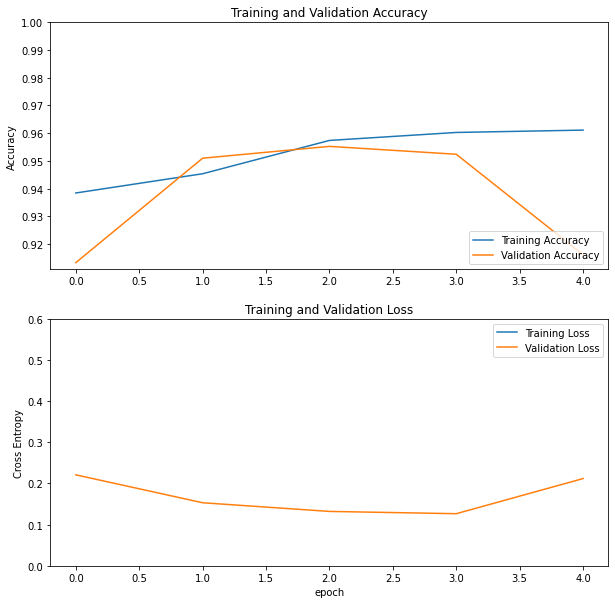 Training and Validation Accuracy
1.00
0.99
0.98
0.97
0.96
0.95
0.94
0.93
0.92
Accuracy
Training Accuracy
Validation Accuracy
0.0 0.5 1.0 1.5 2.0 2.5 3.0 3.5 4.0
Training and Validation Loss
0.6
0.5
0.4
0.3
0.2
0.1
0.0
Cross Entropy
Training Loss
Validation Loss
0.0 0.5 1.0 1.5 2.0 2.5 3.0 3.5 4.0
epoch